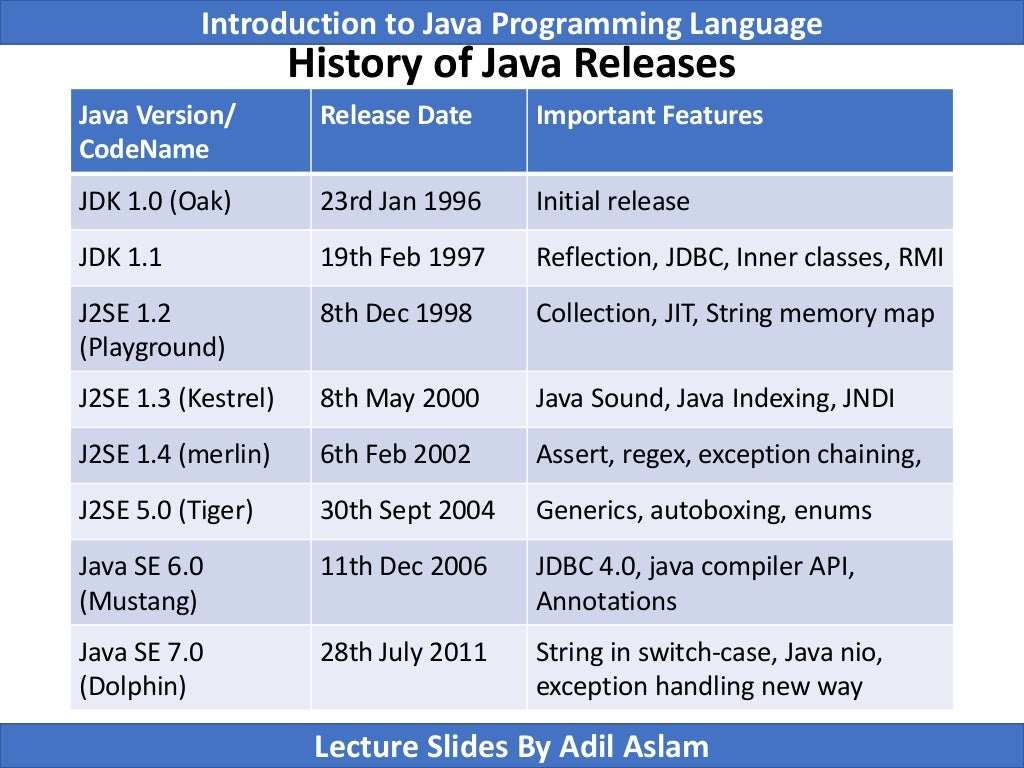 Introduction to Java Programming Language
History of Java Releases
Java Version/ Release Date Important Features
CodeName
JDK 1.0 (Oak) 23rd Jan 1996 Initial release
JDK 1.1 19th Feb 1997 Reflection, JDBC, Inner classes, RMI
J2SE 1.2 8th Dec 1998 Collection, JIT, String memory map
(Playground)
J2SE 1.3 (Kestrel) 8th May 2000 Java Sound, Java Indexing, JNDI
J2SE 1.4 (merlin) 6th Feb 2002 Assert, regex, exception chaining,
J2SE 5.0 (Tiger) 30th Sept 2004 Generics, autoboxing, enums
Java SE 6.0 11th Dec 2006 JDBC 4.0, java compiler API,
(Mustang) Annotations
Java SE 7.0 28th July 2011 String in switch-case, Java nio,
(Dolphin) exception handling new way
Lecture Slides By Adil Aslam